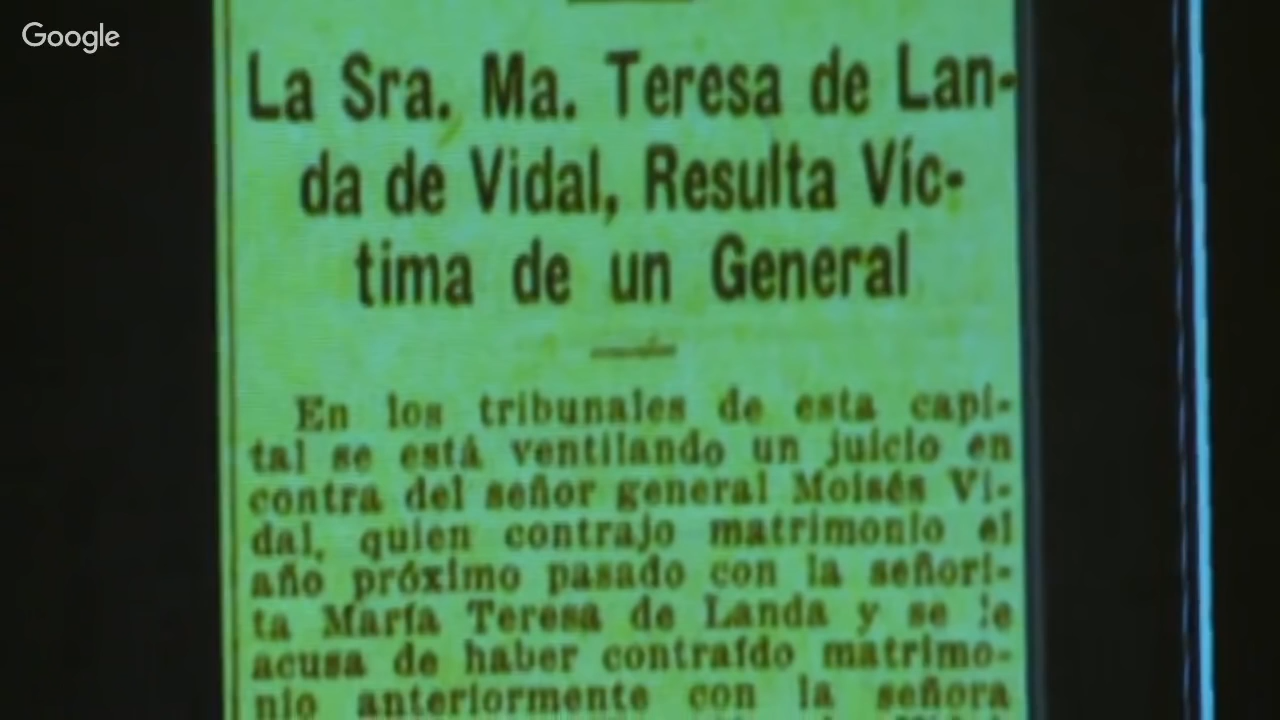 Google
La Sra. Ma. Teresa de Lan-
da de Vidal, Resulta Víc-
tima de un General
En los tribunales de esta capi-
tal se está ventilando un juicio en
contra del señor general Moisés Vi-
dal, quien contrajo matrimonio el
año próximo pasado con la señori-
ta María Teresa de Landa y se le
acusa de haber contraído matrimo-
nio anteriormente con la señora